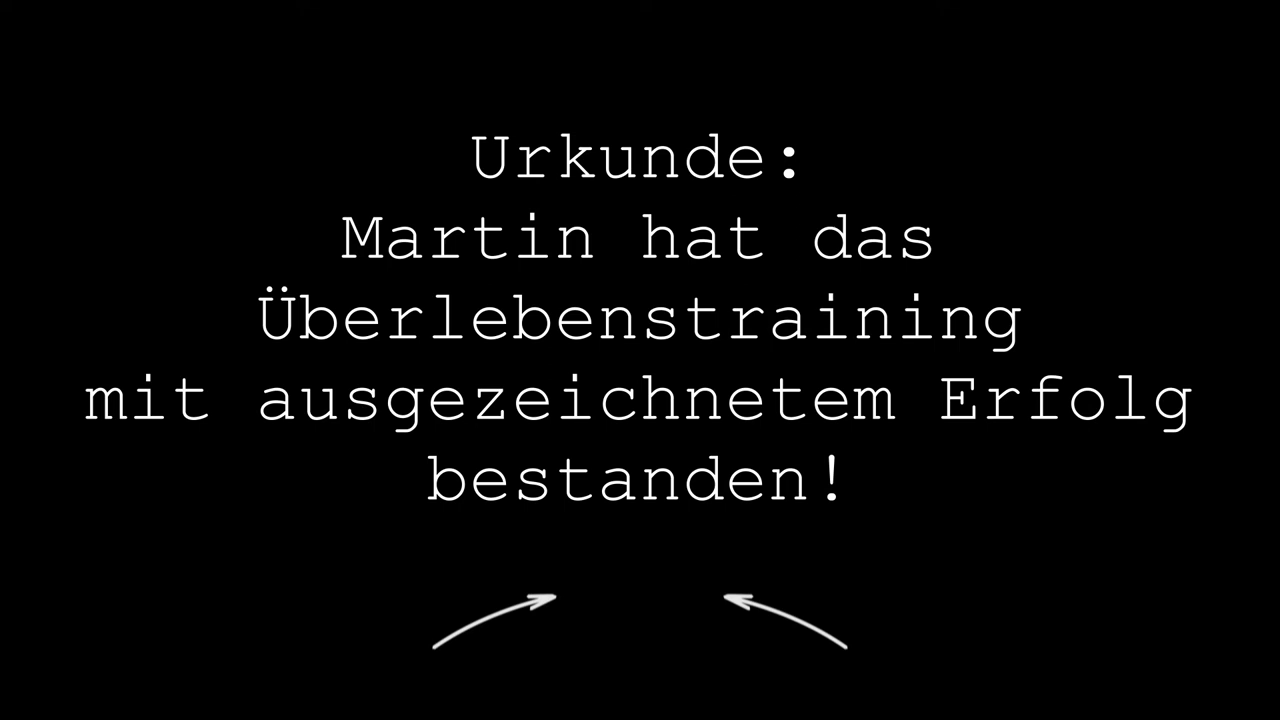 Urkunde:
Martin hat das
Überlebenstraining
mit ausgezeichnetem Erfolg
bestanden!